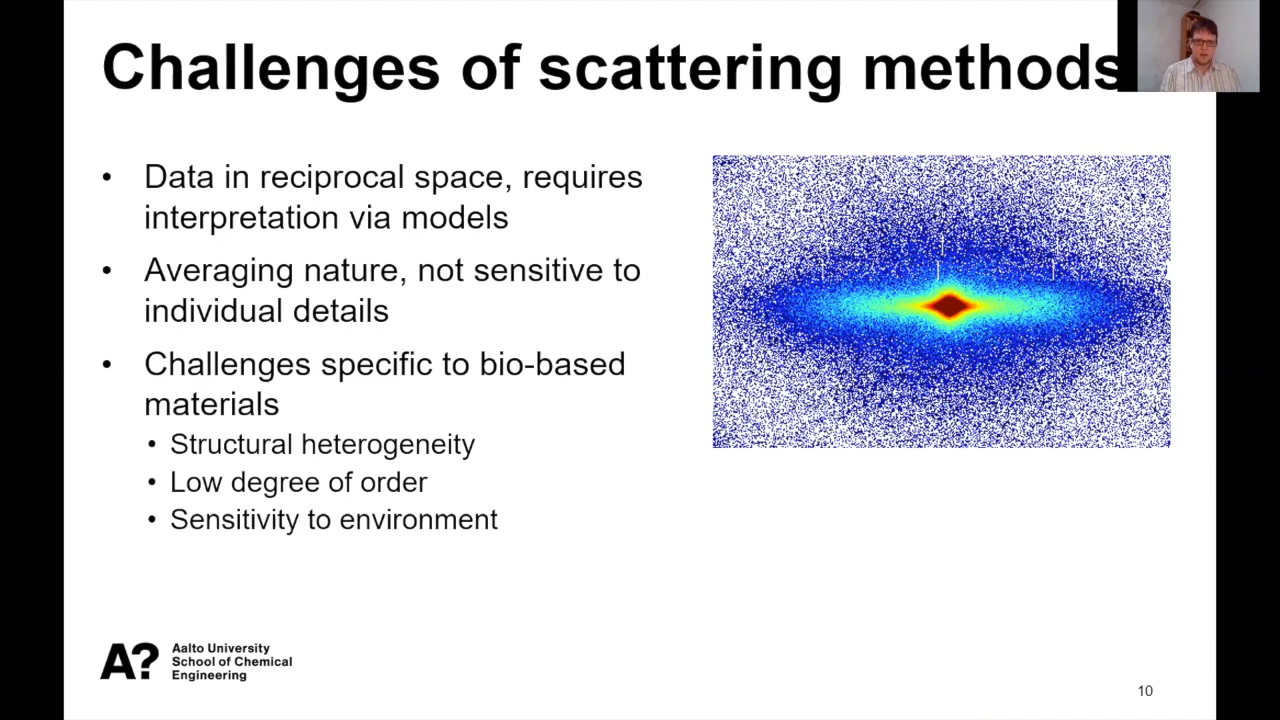 Challenges of scattering methods
• Data in reciprocal space, requires
interpretation via models
• Averaging nature, not sensitive to
individual details
• Challenges specific to bio-based
materials
• Structural heterogeneity
• Low degree of order
• Sensitivity to environment
A?
Aalto University
School of Chemical
Engineering
10